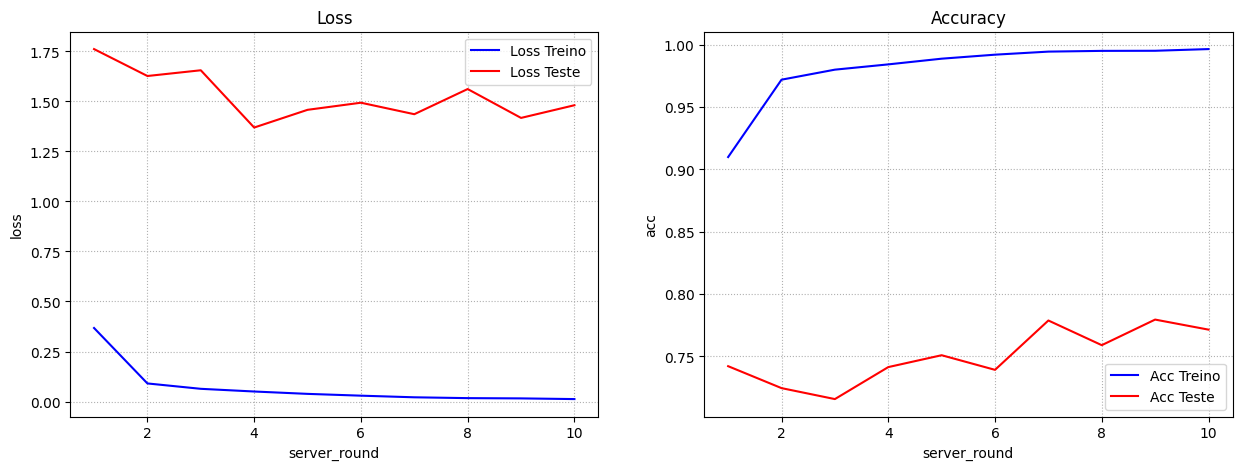 Loss
Loss Treino
Loss Teste
1.75
1.50
1.25
1.00
0.75
0.50
0.25
0.00
loss
2 4 6 8 10
server_round
Accuracy
1.00
0.95
0.90
0.85
0.80
0.75
acc
Acc Treino
Acc Teste
2 4 6 8 10
server_round